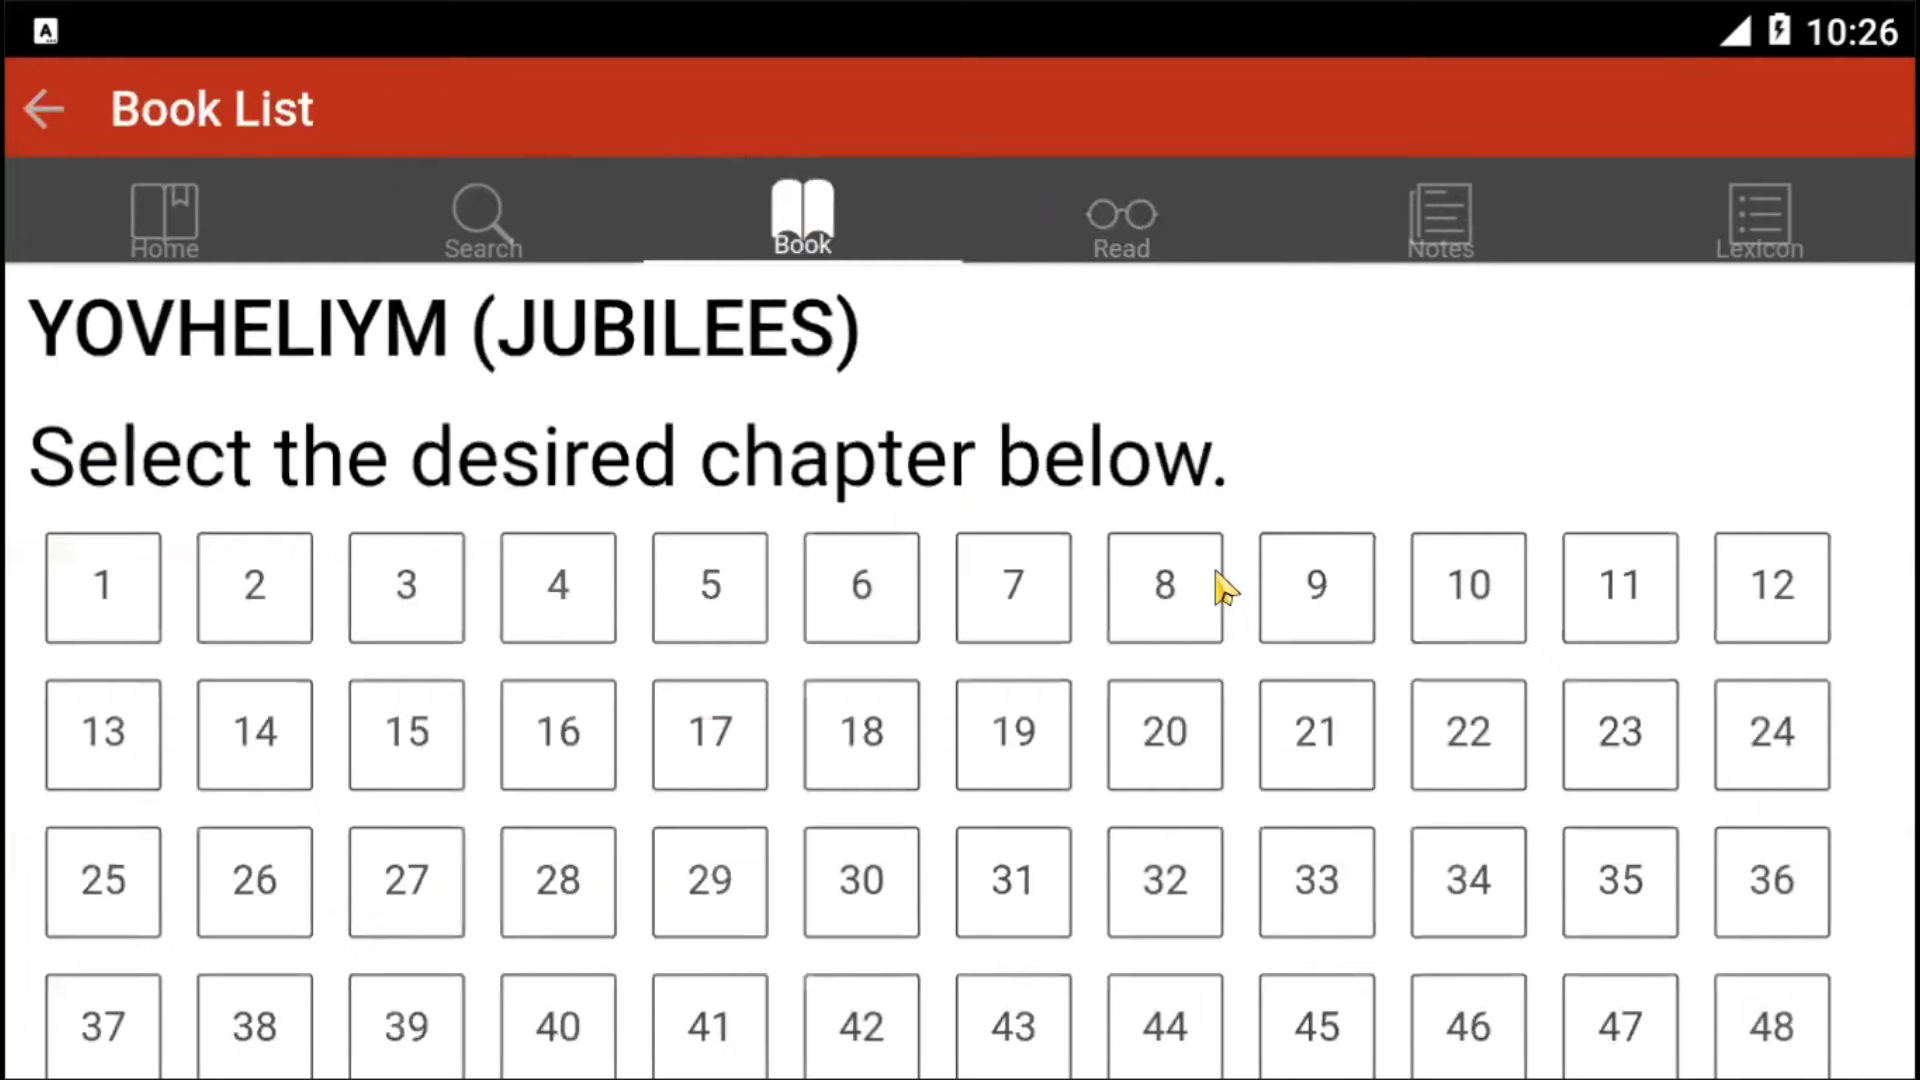 10:26
Book List
Home Search Book Read Notes Lexicon
YOVHELIYM (JUBILEES)
Select the desired chapter below.
1 2 3 4 5 6 7 8 9 10 11 12
13 14 15 16 17 18 19 20 21 22 23 24
25 26 27 28 29 30 31 32 33 34 35 36
37 38 39 40 41 42 43 44 45 46 47 48